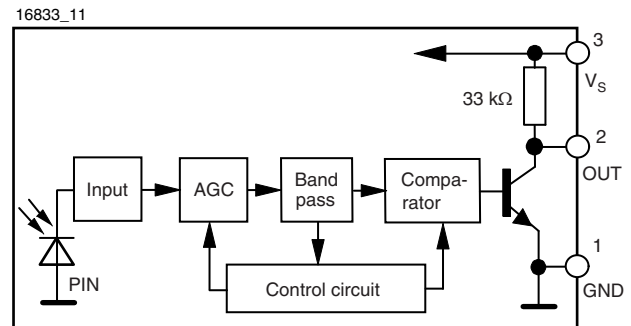 16833_11
3
33 kΩ
VS
2
Input
AGC
Band pass
Compa-rator
OUT
1
PIN
Control circuit
GND